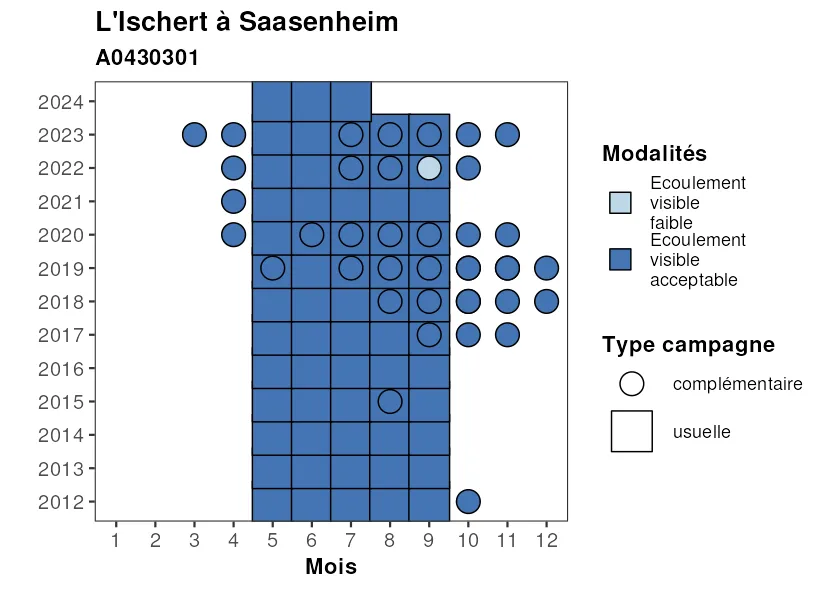 L'Ischert à Saasenheim
A0430301
2024
2023
2022
2021
2020
2019
2018
2017
2016
2015
2014
2013
2012
1 2 3 4 5 6 7 8 9 10 11 12
Mois
Modalités
Ecoulement
visible
faible
Ecoulement
visible
acceptable
Type campagne
complémentaire
usuelle